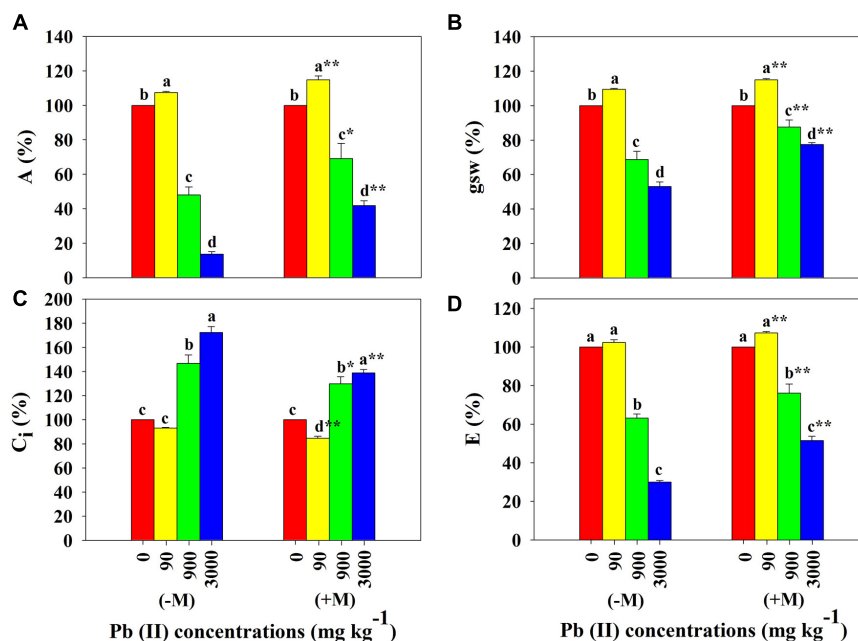 A
140
120
100
80
60
40
20
0
A (%)
b a c d
b a** c* d**
B
140
120
100
80
60
40
20
0
gsw (%)
b a c d
b a** c** d**
C
200
180
160
140
120
100
80
60
40
20
0
Ci (%)
c c b a
c d** b* a**
0 90 900 3000
(-M)
0 90 900 3000
(+M)
Pb (II) concentrations (mg kg-1)
D
120
100
80
60
40
20
0
E (%)
a a b c
a a** b** c**
0 90 900 3000
(-M)
0 90 900 3000
(+M)
Pb (II) concentrations (mg kg-1)